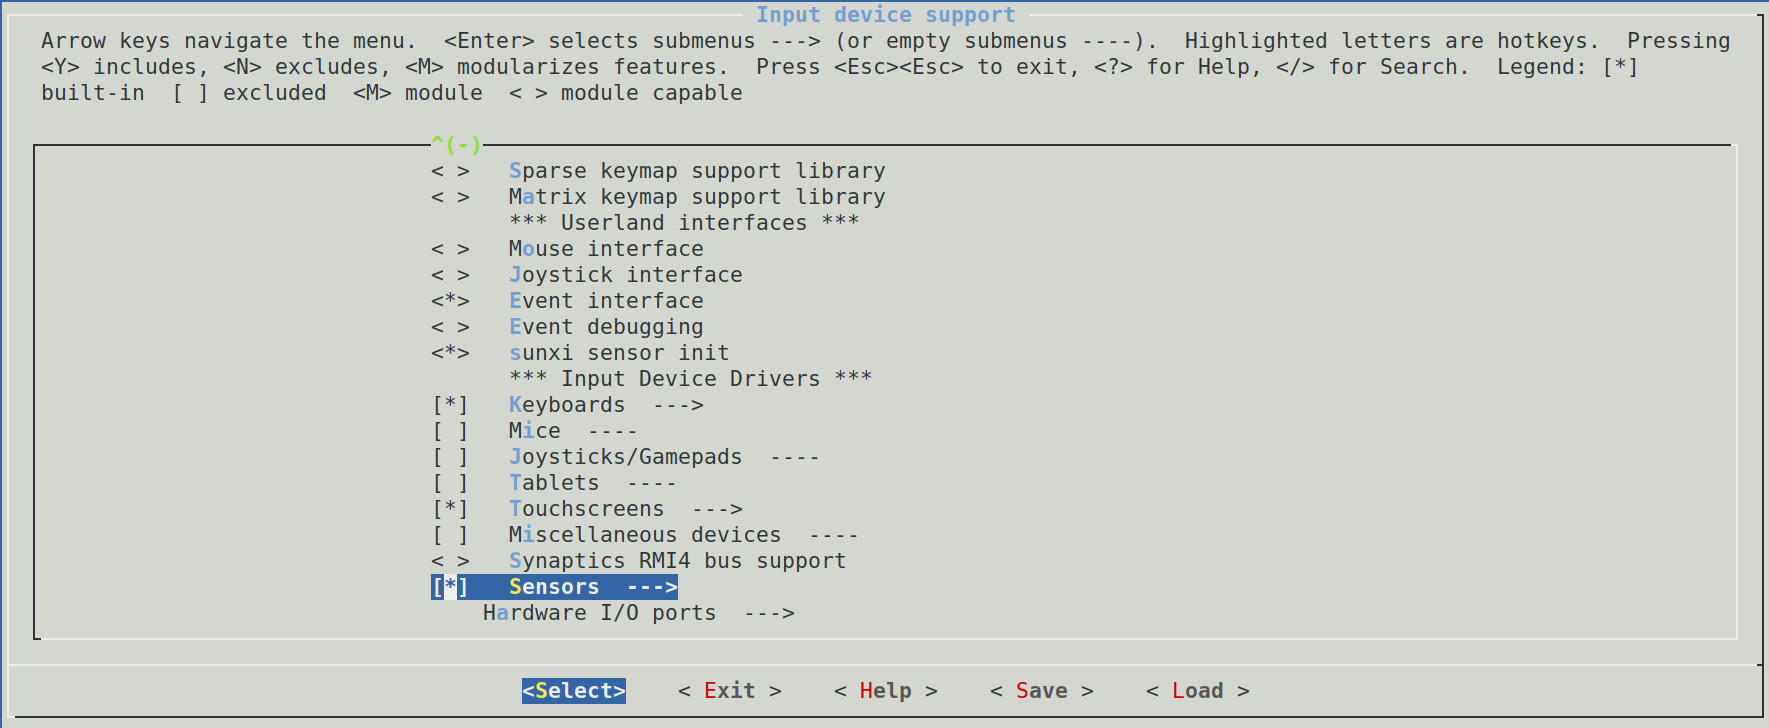 Input device support
Arrow keys navigate the menu.  <Enter> selects submenus ---> (or empty submenus ----).  Highlighted letters are hotkeys.  Pressing
<Y> includes, <N> excludes, <M> modularizes features.  Press <Esc><Esc> to exit, <?> for Help, </> for Search.  Legend: [*]
built-in  [ ] excluded  <M> module  < > module capable
^(-)
< >   Sparse keymap support library
< >   Matrix keymap support library
*** Userland interfaces ***
< >   Mouse interface
< >   Joystick interface
<*>   Event interface
< >   Event debugging
<*>   sunxi sensor init
*** Input Device Drivers ***
[*]   Keyboards  --->
[ ]   Mice  ----
[ ]   Joysticks/Gamepads  ----
[ ]   Tablets  ----
[*]   Touchscreens  --->
[ ]   Miscellaneous devices  ----
< >   Synaptics RMI4 bus support
[*]   Sensors  --->
Hardware I/O ports  --->
<Select>    < Exit >    < Help >    < Save >    < Load >